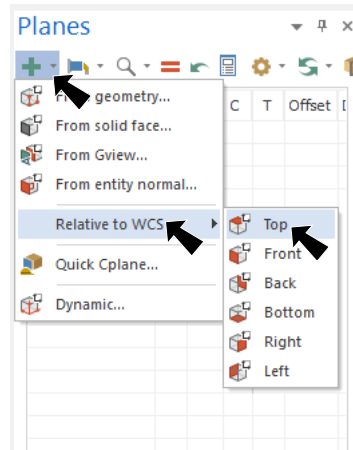 Planes
C T Offset
From geometry...
From solid face...
From Gview...
From entity normal...
Relative to WCS
Quick Cplane...
Dynamic...
Top
Front
Back
Bottom
Right
Left